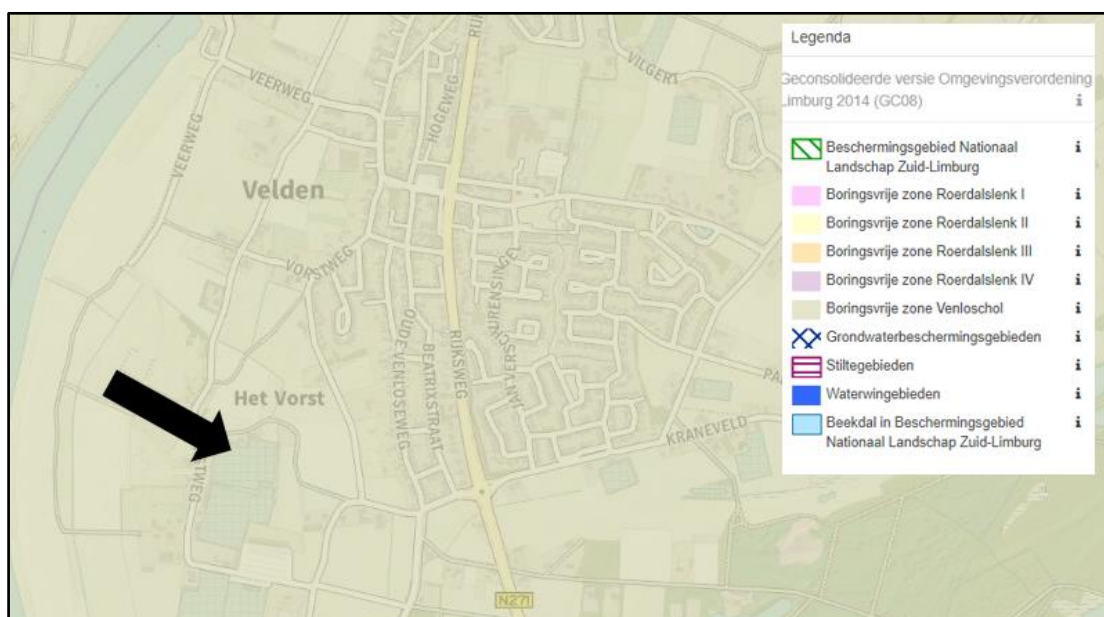 Legenda
Geconsolideerde versie Omgevingsverordening
Limburg 2014 (GC08)
Beschermingsgebied Nationaal
Landschap Zuid-Limburg
Boringsvrije zone Roerdalslenk I
Boringsvrije zone Roerdalslenk II
Boringsvrije zone Roerdalslenk III
Boringsvrije zone Roerdalslenk IV
Boringsvrije zone Venloschol
Grondwaterbeschermingsgebieden
Stiltegebieden
Waterwingebieden
Beekdal in Beschermingsgebied
Nationaal Landschap Zuid-Limburg
VEERWEG
VEERWEG
HOGEWEG
VILGERT
Velden
VORSTWEG
OUDE VENLOSEWEG
BEATRIXSTRAAT
RIJKSWEG
Het Vorst
KRANEVELD
N271